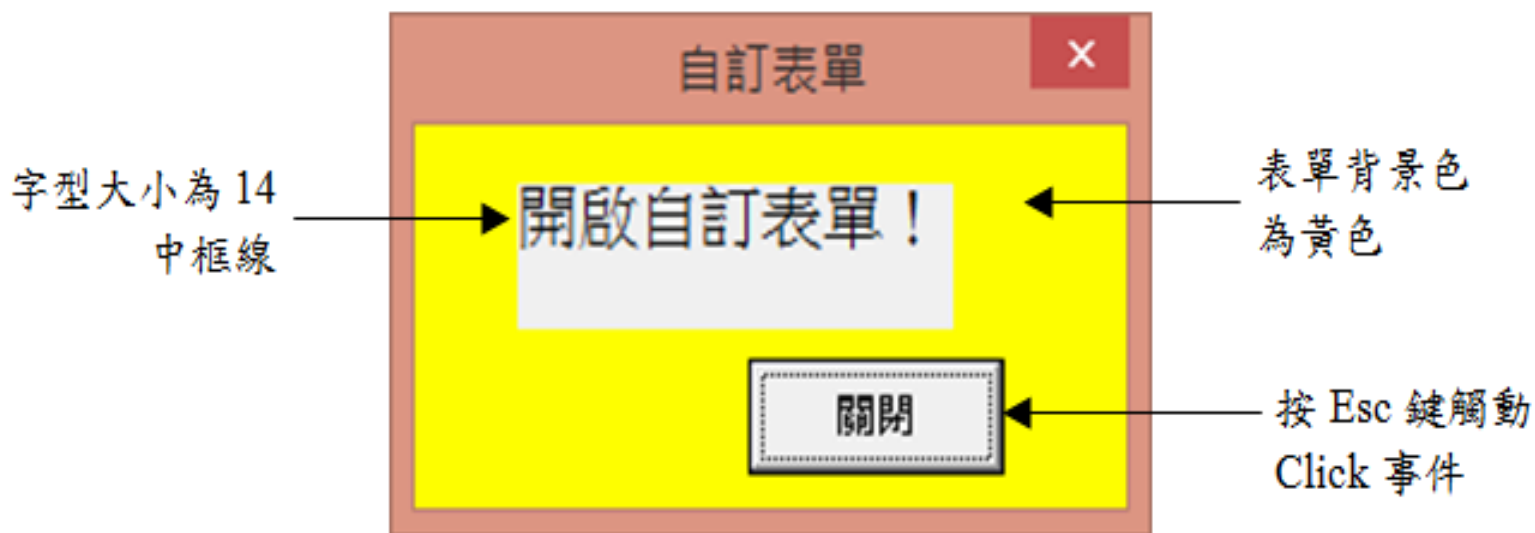 自訂表單
字型大小為 14
中框線
開啟自訂表單！
表單背景色
為黃色
關閉
按 Esc 鍵觸動
Click 事件